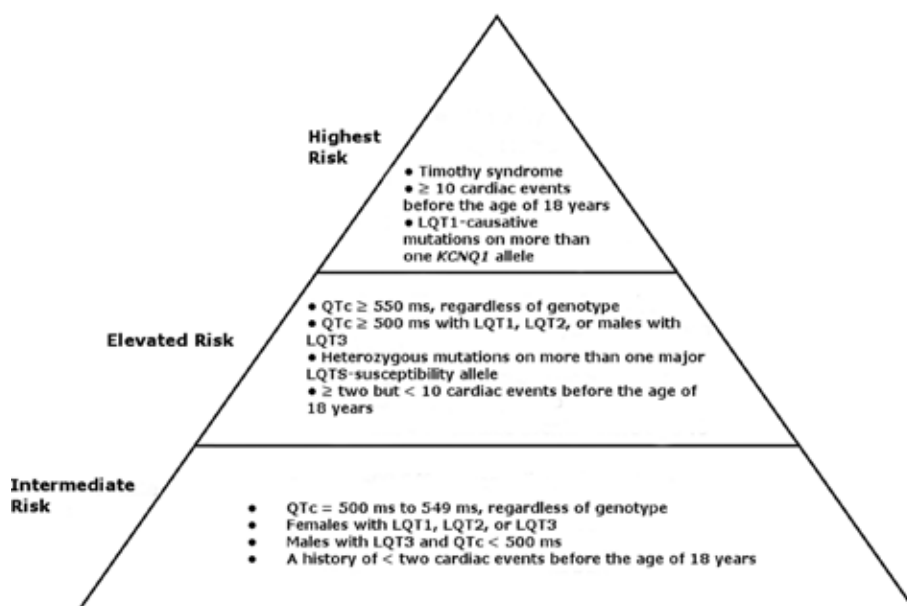 Highest
Risk
● Timothy syndrome
● ≥ 10 cardiac events
before the age of 18 years
● LQT1-causative
mutations on more than
one KCNQ1 allele
Elevated Risk
● QTc ≥ 550 ms, regardless of genotype
● QTc ≥ 500 ms with LQT1, LQT2, or males with
LQT3
● Heterozygous mutations on more than one major
LQTS-susceptibility allele
● ≥ two but < 10 cardiac events before the age of
18 years
Intermediate
Risk
● QTc = 500 ms to 549 ms, regardless of genotype
● Females with LQT1, LQT2, or LQT3
● Males with LQT3 and QTc < 500 ms
● A history of < two cardiac events before the age of 18 years